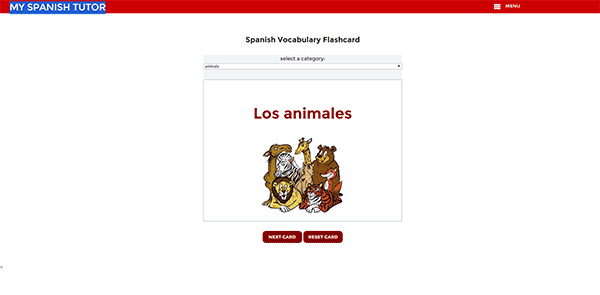 MY SPANISH TUTOR
MENU
Spanish Vocabulary Flashcard
select a category:
animals
Los animales
NEXT CARD
RESET CARD